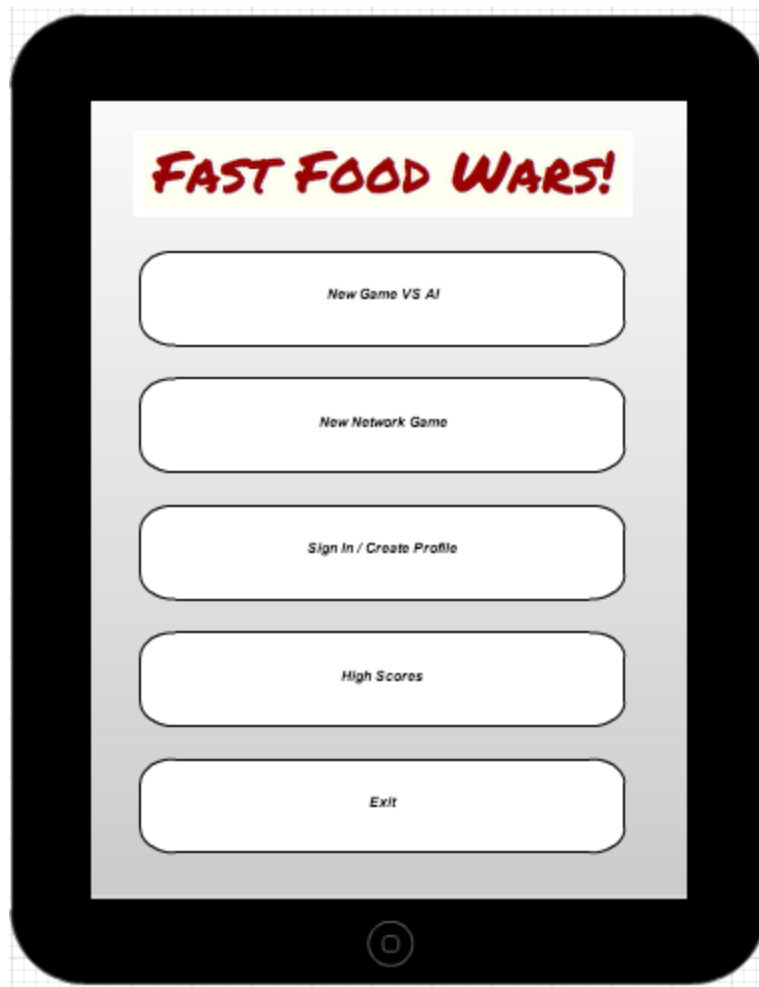 FAST FOOD WARS!
New Game VS AI
New Network Game
Sign In / Create Profile
High Scores
Exit